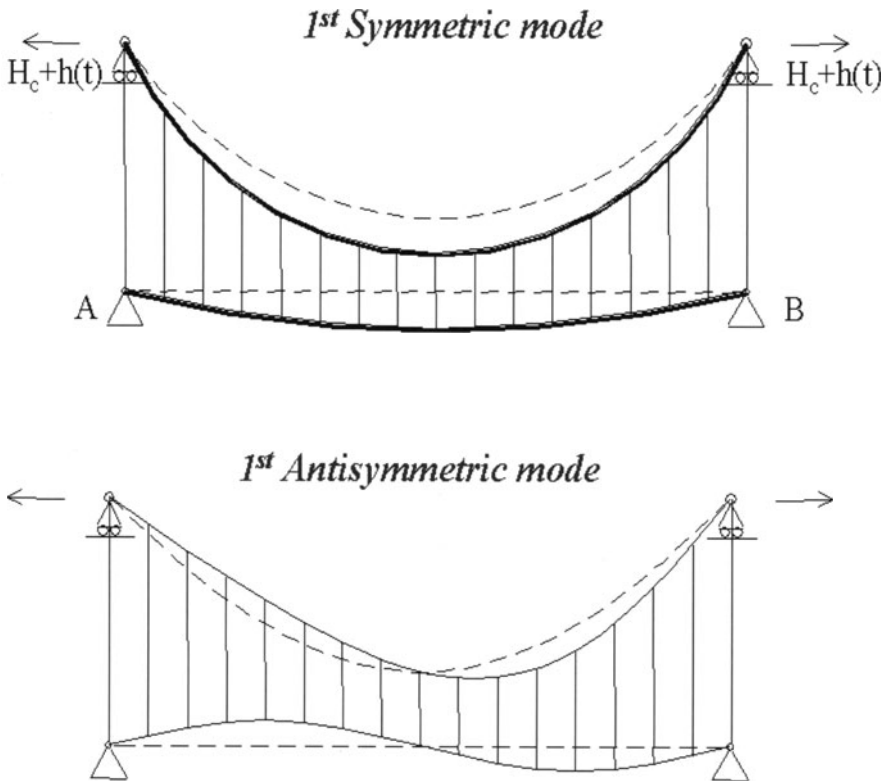 1st Symmetric mode
Hc+h(t)
Hc+h(t)
A
B
1st Antisymmetric mode